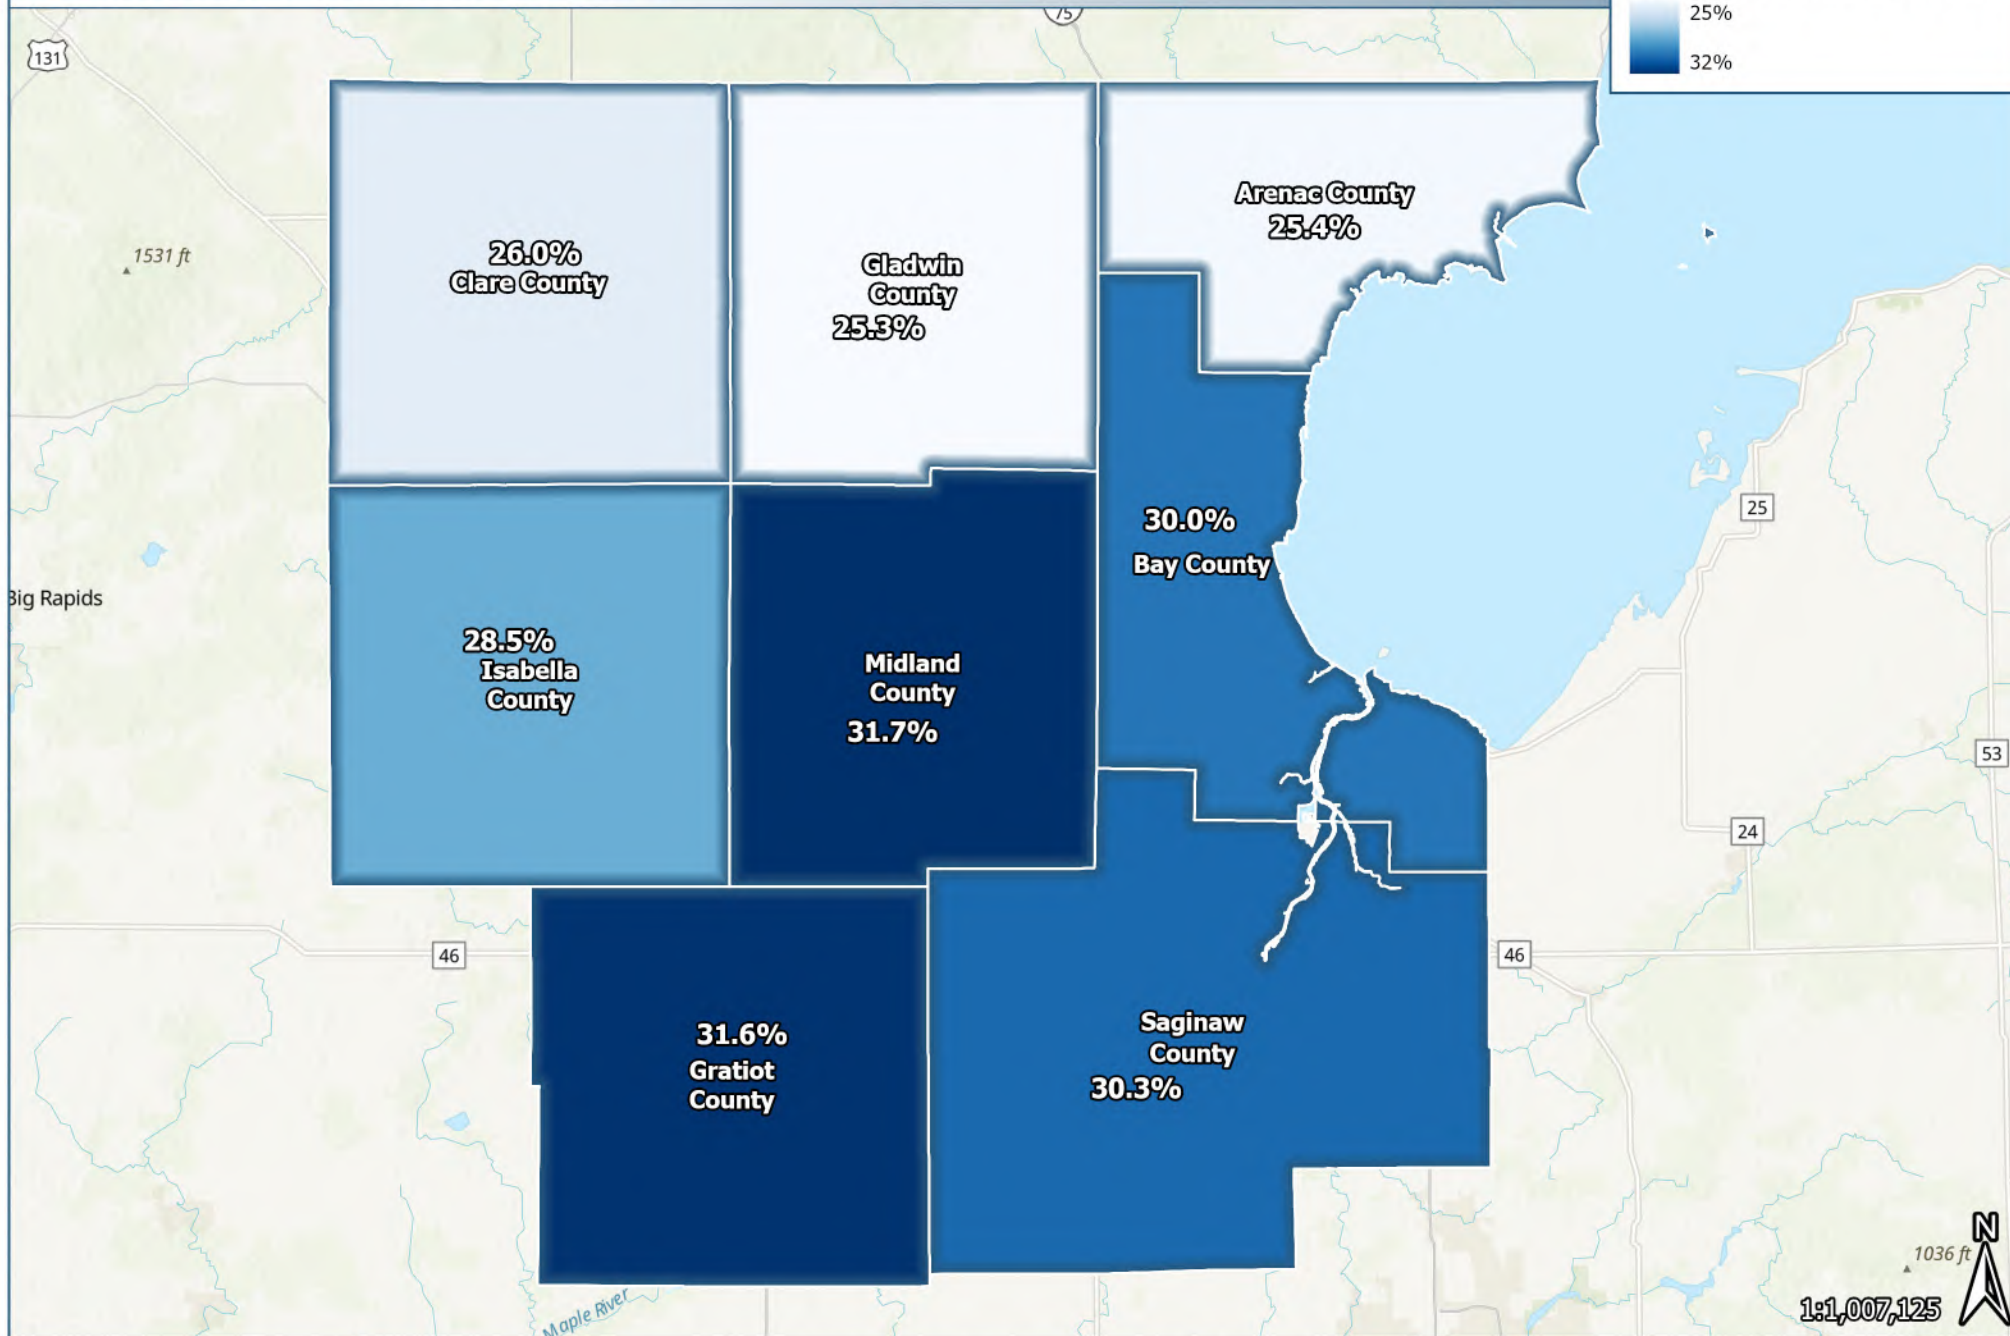 75
25%
32%
131
Arenac County
25.4%
26.0%
Clare County
Gladwin
County
25.3%
1531 ft
25
30.0%
Bay County
Big Rapids
28.5%
Isabella
County
Midland
County
31.7%
53
24
46
46
31.6%
Gratiot
County
Saginaw
County
30.3%
N
1036 ft
1:1,007,125
Maple River